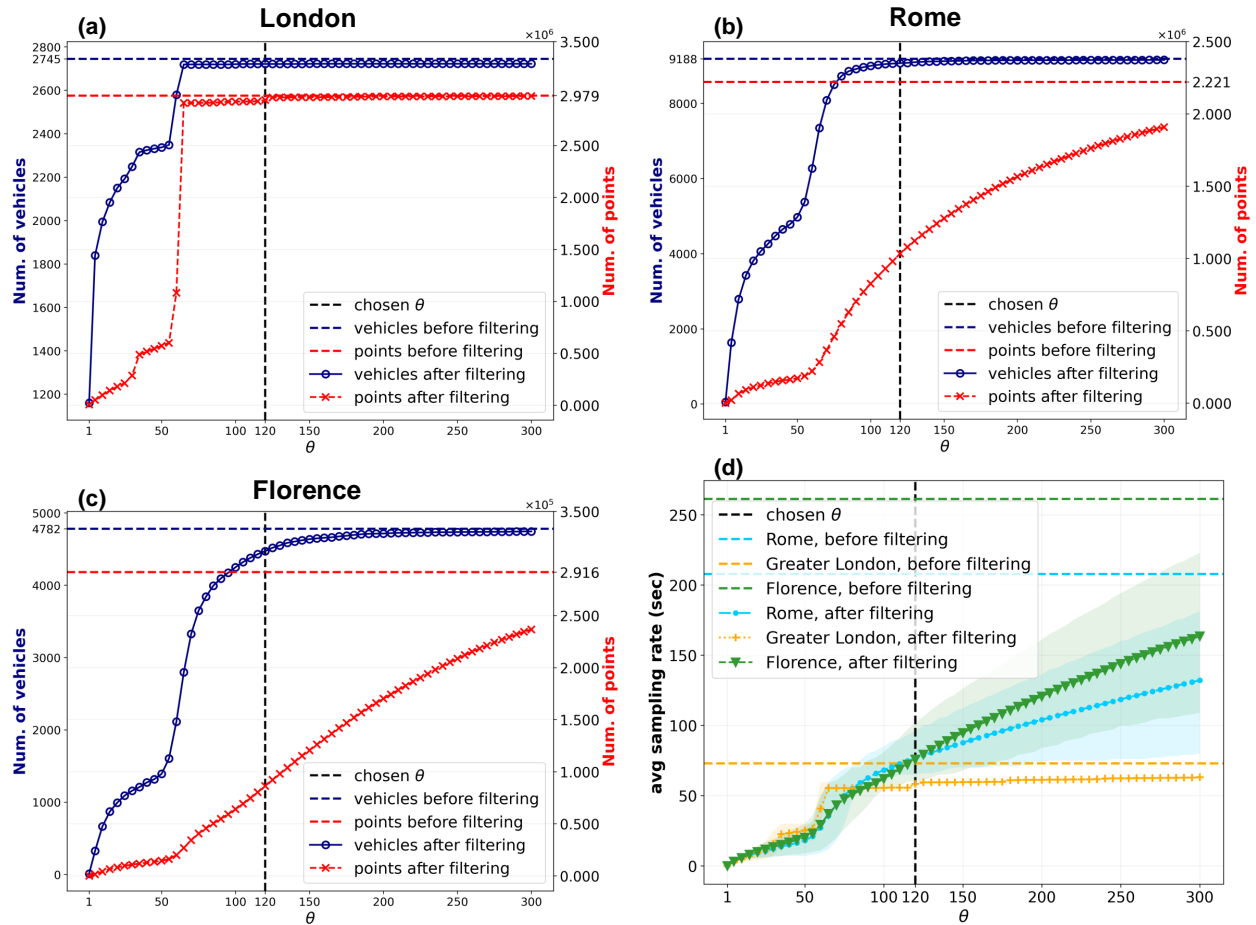 (a)
London
×10⁶
2800
2745
2600
2400
2200
2000
1800
1600
1400
1200
3.500
2.979
2.500
2.000
1.500
1.000
0.500
0.000
Num. of vehicles
Num. of points
chosen θ
vehicles before filtering
points before filtering
vehicles after filtering
points after filtering
1 50 100 120 150 200 250 300
θ
(b)
Rome
×10⁶
9188
8000
6000
4000
2000
0
2.500
2.221
2.000
1.500
1.000
0.500
0.000
Num. of vehicles
Num. of points
chosen θ
vehicles before filtering
points before filtering
vehicles after filtering
points after filtering
1 50 100 120 150 200 250 300
θ
(c)
Florence
×10⁵
5000
4782
4000
3000
2000
1000
0
3.500
2.916
2.500
2.000
1.500
1.000
0.500
0.000
Num. of vehicles
Num. of points
chosen θ
vehicles before filtering
points before filtering
vehicles after filtering
points after filtering
1 50 100 120 150 200 250 300
θ
(d)
250
200
150
100
50
0
avg sampling rate (sec)
chosen θ
Rome, before filtering
Greater London, before filtering
Florence, before filtering
Rome, after filtering
Greater London, after filtering
Florence, after filtering
1 50 100 120 150 200 250 300
θ